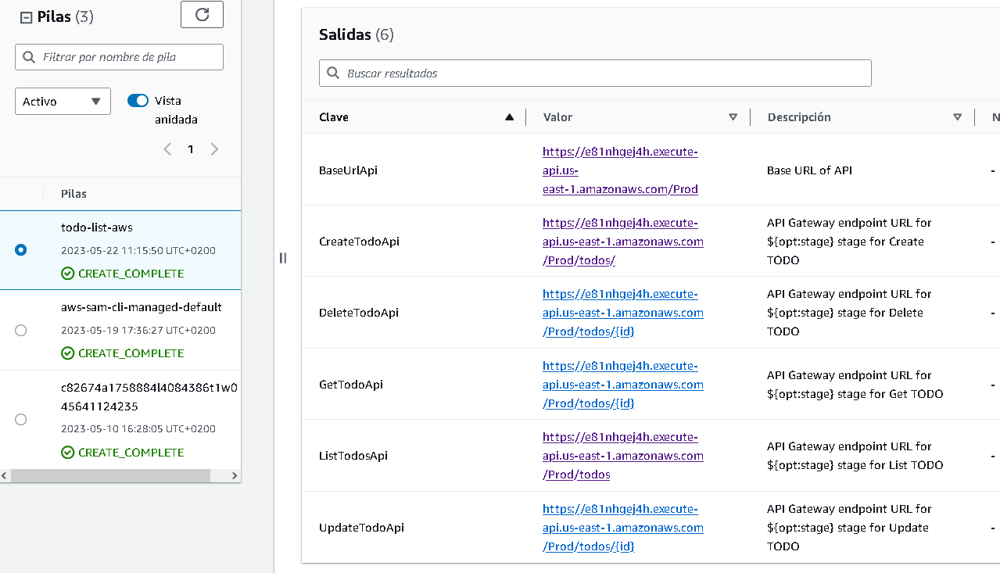 Pilas (3)
Filtrar por nombre de pila
Activo
Vista
anidada
1
Pilas
todo-list-aws
2023-05-22 11:15:50 UTC+0200
CREATE_COMPLETE
aws-sam-cli-managed-default
2023-05-19 17:36:27 UTC+0200
CREATE_COMPLETE
c82674a1758884l4084386t1w0
45641124235
2023-05-10 16:28:05 UTC+0200
CREATE_COMPLETE
Salidas (6)
Buscar resultados
Clave
Valor
Descripción
N
BaseUrlApi
https://e81nhgej4h.execute-
api.us-
east-1.amazonaws.com/Prod
Base URL of API
-
CreateTodoApi
https://e81nhgej4h.execute-
api.us-east-1.amazonaws.com
/Prod/todos/
API Gateway endpoint URL for
${opt:stage} stage for Create
TODO
-
DeleteTodoApi
https://e81nhgej4h.execute-
api.us-east-1.amazonaws.com
/Prod/todos/{id}
API Gateway endpoint URL for
${opt:stage} stage for Delete
TODO
-
GetTodoApi
https://e81nhgej4h.execute-
api.us-east-1.amazonaws.com
/Prod/todos/{id}
API Gateway endpoint URL for
${opt:stage} stage for Get TODO
-
ListTodosApi
https://e81nhgej4h.execute-
api.us-east-1.amazonaws.com
/Prod/todos
API Gateway endpoint URL for
${opt:stage} stage for List TODO
-
UpdateTodoApi
https://e81nhgej4h.execute-
api.us-east-1.amazonaws.com
/Prod/todos/{id}
API Gateway endpoint URL for
${opt:stage} stage for Update
TODO
-